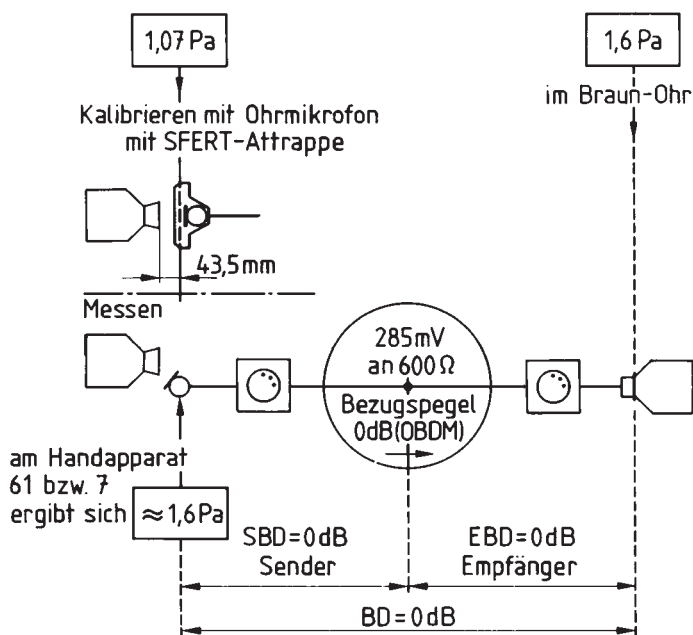 1,07 Pa
1,6 Pa
Kalibrieren mit Ohrmikrofon
mit SFERT-Attrappe
im Braun-Ohr
43,5mm
Messen
285mV
an 600 Ω
Bezugspegel
0dB(OBDM)
am Handapparat
61 bzw. 7
ergibt sich
≈ 1,6 Pa
SBD=0dB
Sender
EBD=0dB
Empfänger
BD=0dB